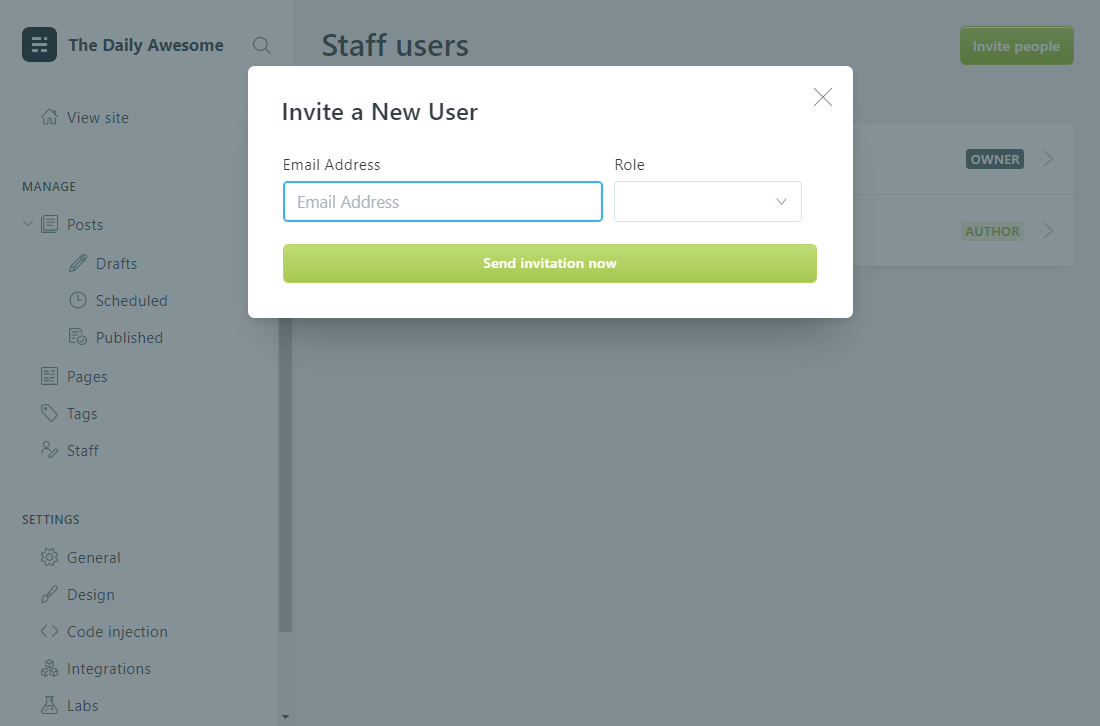 The Daily Awesome
Staff users
Invite people
View site
MANAGE
Posts
Drafts
Scheduled
Published
Pages
Tags
Staff
SETTINGS
General
Design
Code injection
Integrations
Labs
Invite a New User
Email Address
Role
Email Address
Send invitation now
OWNER
AUTHOR